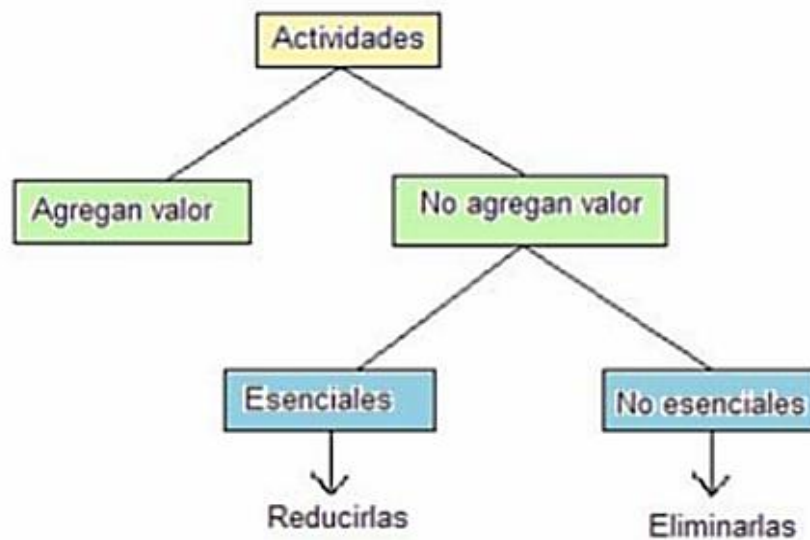 Actividades
Agregan valor
No agregan valor
Esenciales
No esenciales
Reducirlas
Eliminarlas